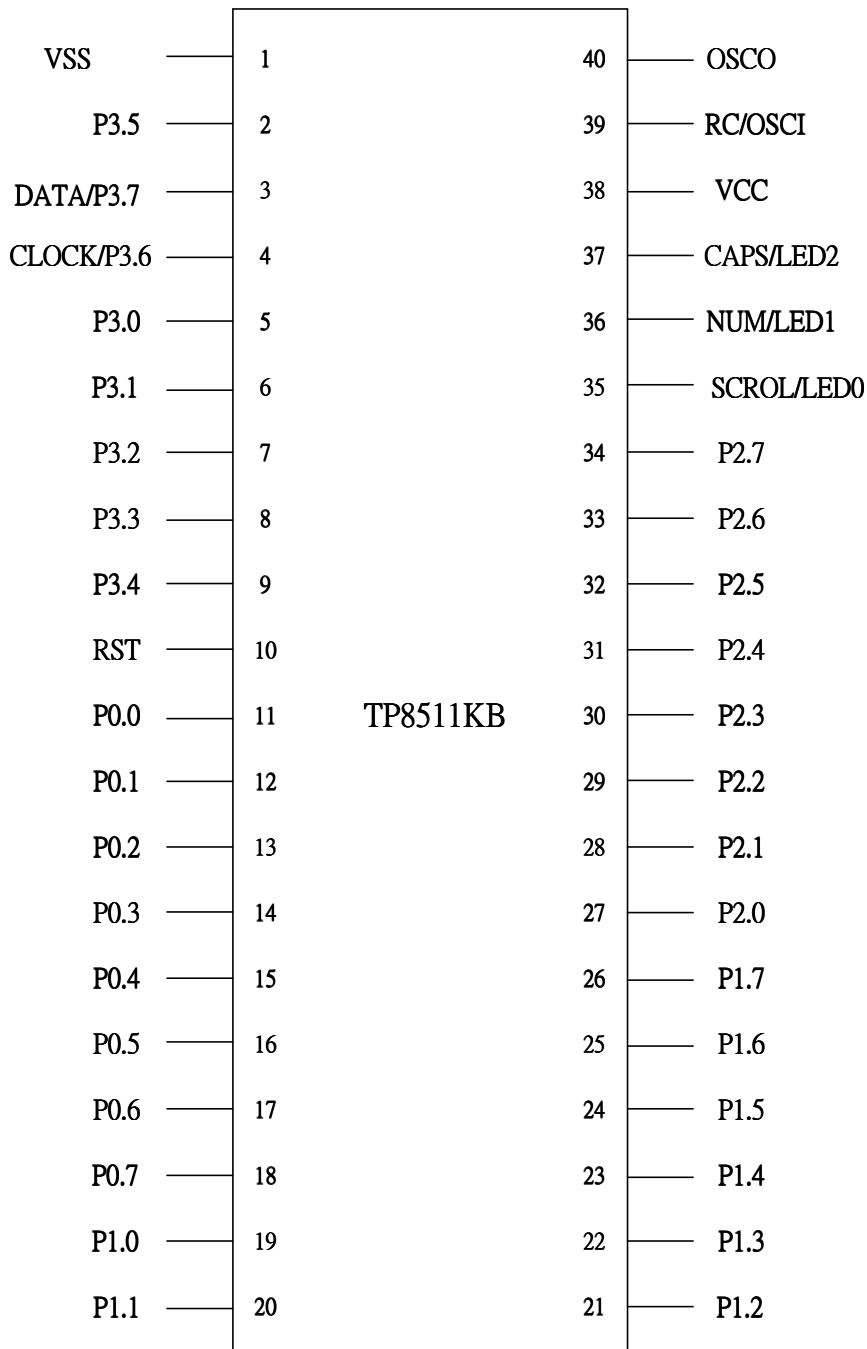 VSS 1 40 OSCO
P3.5 2 39 RC/OSCI
DATA/P3.7 3 38 VCC
CLOCK/P3.6 4 37 CAPS/LED2
P3.0 5 36 NUM/LED1
P3.1 6 35 SCROL/LED0
P3.2 7 34 P2.7
P3.3 8 33 P2.6
P3.4 9 32 P2.5
RST 10 31 P2.4
P0.0 11 TP8511KB 30 P2.3
P0.1 12 29 P2.2
P0.2 13 28 P2.1
P0.3 14 27 P2.0
P0.4 15 26 P1.7
P0.5 16 25 P1.6
P0.6 17 24 P1.5
P0.7 18 23 P1.4
P1.0 19 22 P1.3
P1.1 20 21 P1.2